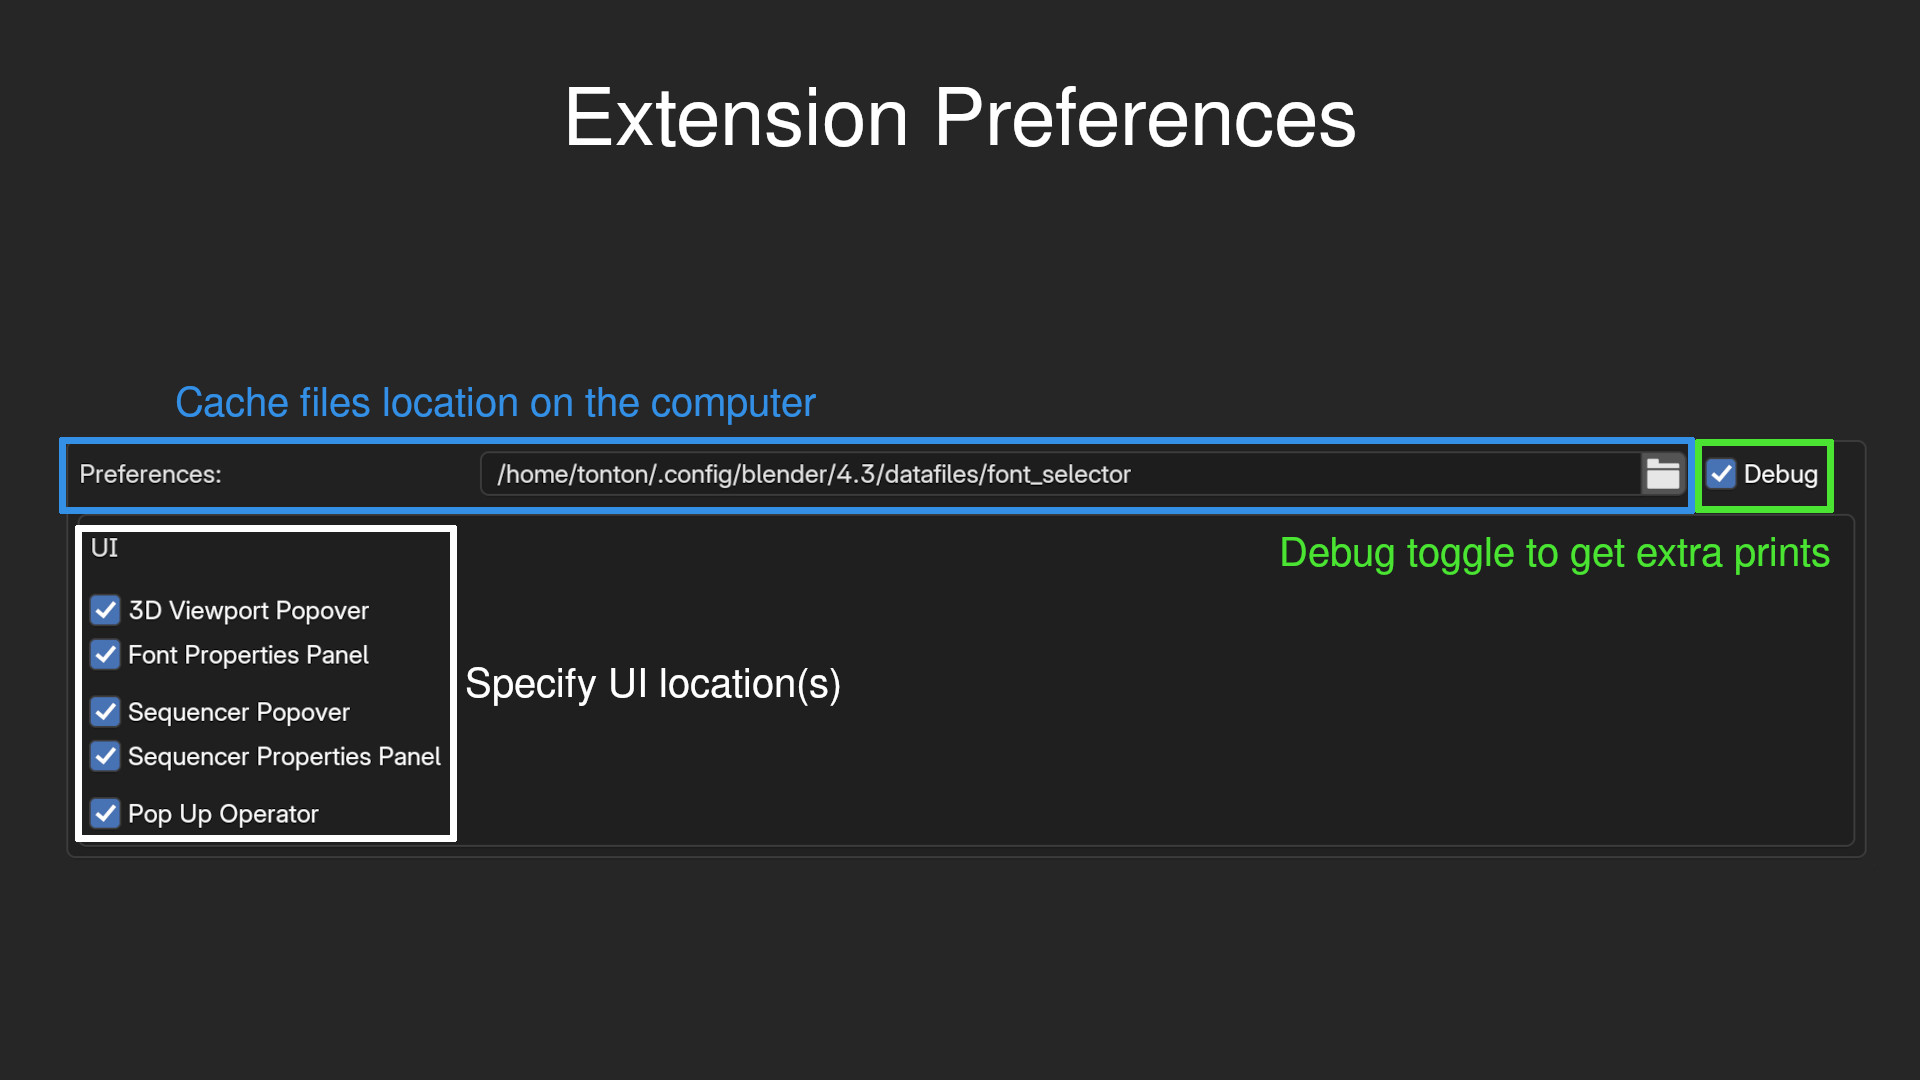 Extension Preferences
Cache files location on the computer
Preferences:
/home/tonton/.config/blender/4.3/datafiles/font_selector
Debug
UI
Debug toggle to get extra prints
3D Viewport Popover
Font Properties Panel
Specify UI location(s)
Sequencer Popover
Sequencer Properties Panel
Pop Up Operator